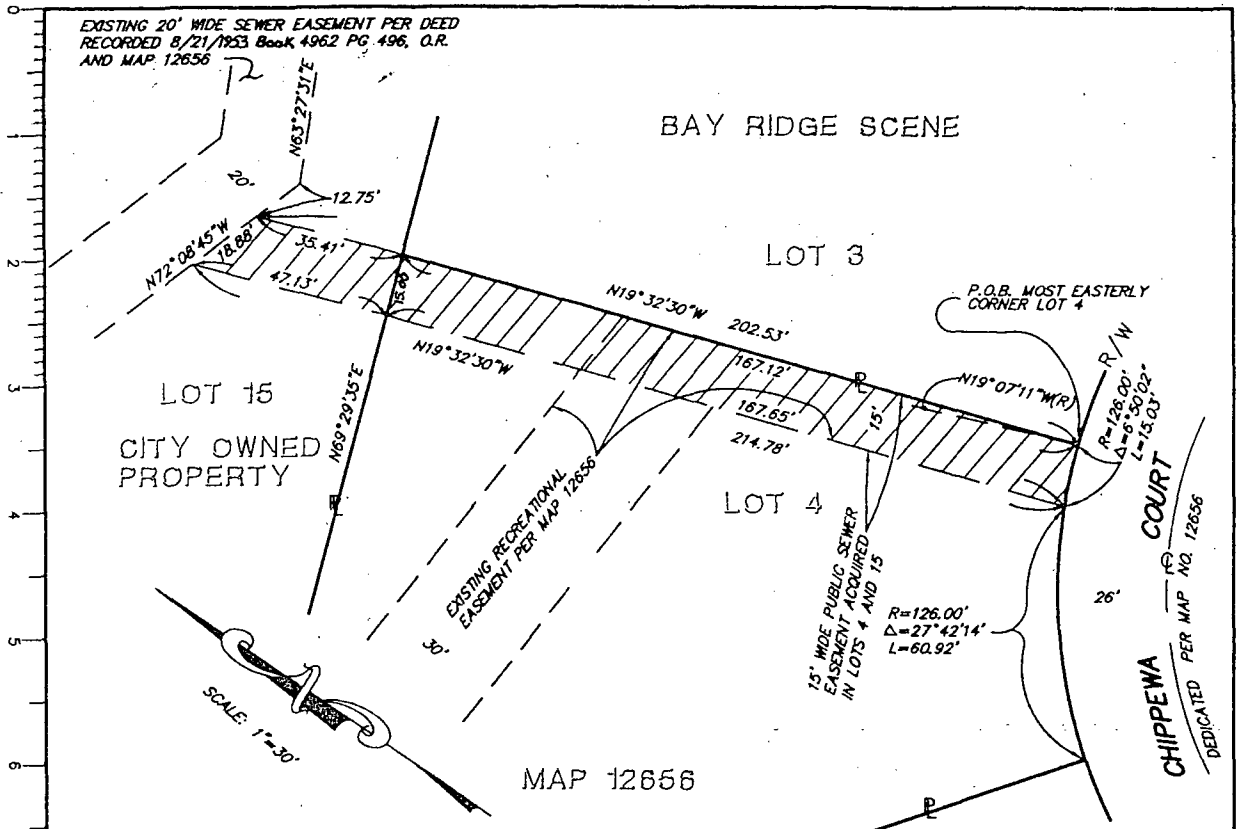 EXISTING 20' WIDE SEWER EASEMENT PER DEED
RECORDED 8/21/1953 Book 4962 PG 496, O.R.
AND MAP 12656
N63°27'31"E
BAY RIDGE SCENE
20'
12.75'
N72°08'45"W
18.88'
35.41'
47.13'
15.66'
LOT 3
P.O.B. MOST EASTERLY
CORNER LOT 4
R/W
N19°32'30"W
202.53'
N19°32'30"W
167.12'
PL
N19°07'11"W(R)
R=126.00'
Δ=6°50'02"
L=15.03'
167.65'
214.78'
15'
LOT 15
CITY OWNED
PROPERTY
N69°29'35"E
PL
LOT 4
EXISTING RECREATIONAL
EASEMENT PER MAP 12656
30'
15' WIDE PUBLIC SEWER
EASEMENT ACQUIRED
IN LOTS 4 AND 15
R=126.00'
Δ=27°42'14'
L=60.92'
26'
CHIPPEWA COURT
DEDICATED PER MAP NO. 12656
SCALE: 1"=30'
MAP 12656
PL
0
1
2
3
4
5
6